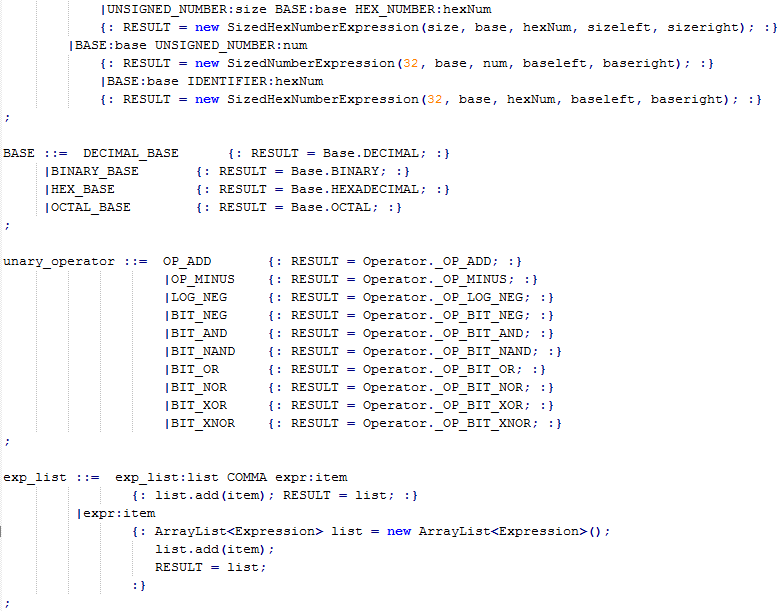 |UNSIGNED_NUMBER:size BASE:base HEX_NUMBER:hexNum
{: RESULT = new SizedHexNumberExpression(size, base, hexNum, sizeleft, sizeright); :}
|BASE:base UNSIGNED_NUMBER:num
{: RESULT = new SizedNumberExpression(32, base, num, baseleft, baseright); :}
|BASE:base IDENTIFIER:hexNum
{: RESULT = new SizedHexNumberExpression(32, base, hexNum, baseleft, baseright); :}
;
BASE ::= DECIMAL_BASE {: RESULT = Base.DECIMAL; :}
|BINARY_BASE {: RESULT = Base.BINARY; :}
|HEX_BASE {: RESULT = Base.HEXADECIMAL; :}
|OCTAL_BASE {: RESULT = Base.OCTAL; :}
;
unary_operator ::= OP_ADD {: RESULT = Operator._OP_ADD; :}
|OP_MINUS {: RESULT = Operator._OP_MINUS; :}
|LOG_NEG {: RESULT = Operator._OP_LOG_NEG; :}
|BIT_NEG {: RESULT = Operator._OP_BIT_NEG; :}
|BIT_AND {: RESULT = Operator._OP_BIT_AND; :}
|BIT_NAND {: RESULT = Operator._OP_BIT_NAND; :}
|BIT_OR {: RESULT = Operator._OP_BIT_OR; :}
|BIT_NOR {: RESULT = Operator._OP_BIT_NOR; :}
|BIT_XOR {: RESULT = Operator._OP_BIT_XOR; :}
|BIT_XNOR {: RESULT = Operator._OP_BIT_XNOR; :}
;
exp_list ::= exp_list:list COMMA expr:item
{: list.add(item); RESULT = list; :}
|expr:item
{: ArrayList<Expression> list = new ArrayList<Expression>();
list.add(item);
RESULT = list;
:}
;